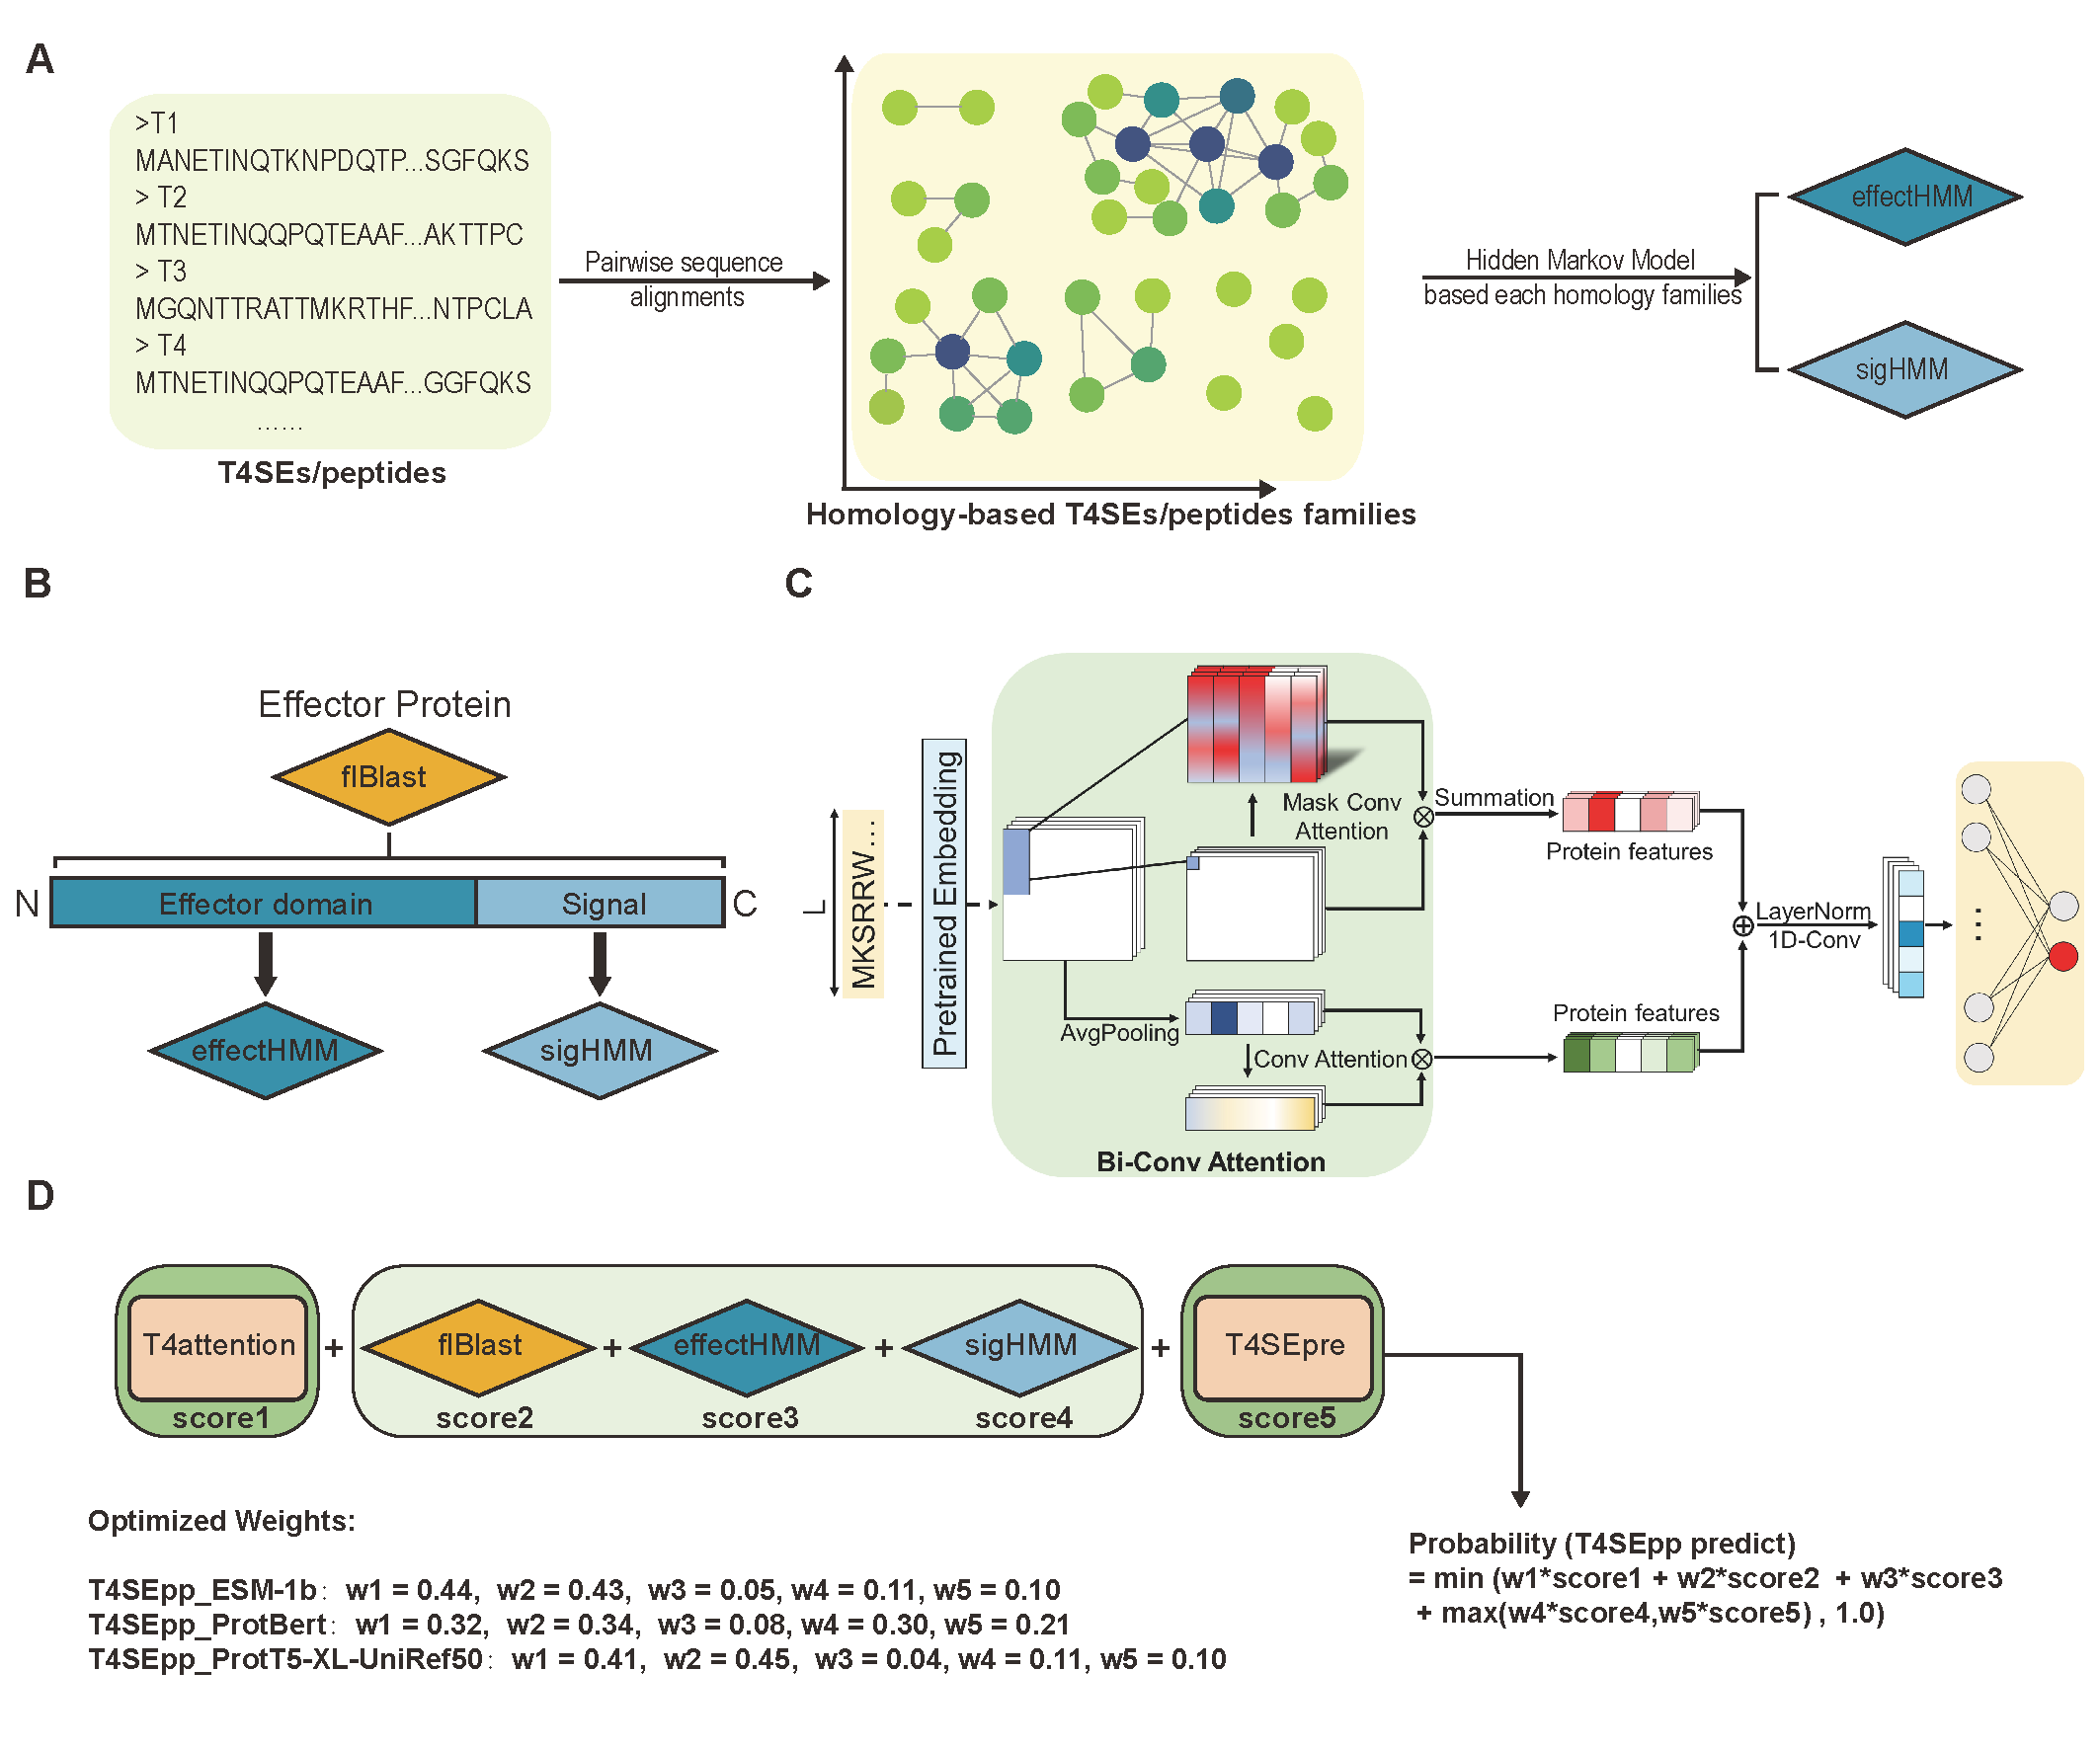 A
>T1
MANETINQTKNPDQTP...SGFQKS
> T2
MTNETINQQPQTEAAF...AKTTPC
> T3
MGQNTTRATTMKRTHF...NTPCLA
> T4
MTNETINQQPQTEAAF...GGFQKS
......
T4SEs/peptides
Pairwise sequence
alignments
Homology-based T4SEs/peptides families
Hidden Markov Model
based each homology families
effectHMM
sigHMM
B
Effector Protein
flBlast
N
Effector domain
Signal
C
effectHMM
sigHMM
C
L
MKSRRW...
Pretrained Embedding
Mask Conv
Attention
AvgPooling
Conv Attention
Bi-Conv Attention
Summation
Protein features
Protein features
LayerNorm
1D-Conv
...
D
T4attention
score1
+
flBlast
score2
+
effectHMM
score3
+
sigHMM
score4
+
T4SEpre
score5
Optimized Weights:
T4SEpp_ESM-1b: w1 = 0.44, w2 = 0.43, w3 = 0.05, w4 = 0.11, w5 = 0.10
T4SEpp_ProtBert: w1 = 0.32, w2 = 0.34, w3 = 0.08, w4 = 0.30, w5 = 0.21
T4SEpp_ProtT5-XL-UniRef50: w1 = 0.41, w2 = 0.45, w3 = 0.04, w4 = 0.11, w5 = 0.10
Probability (T4SEpp predict)
= min (w1*score1 + w2*score2 + w3*score3
+ max(w4*score4,w5*score5) , 1.0)